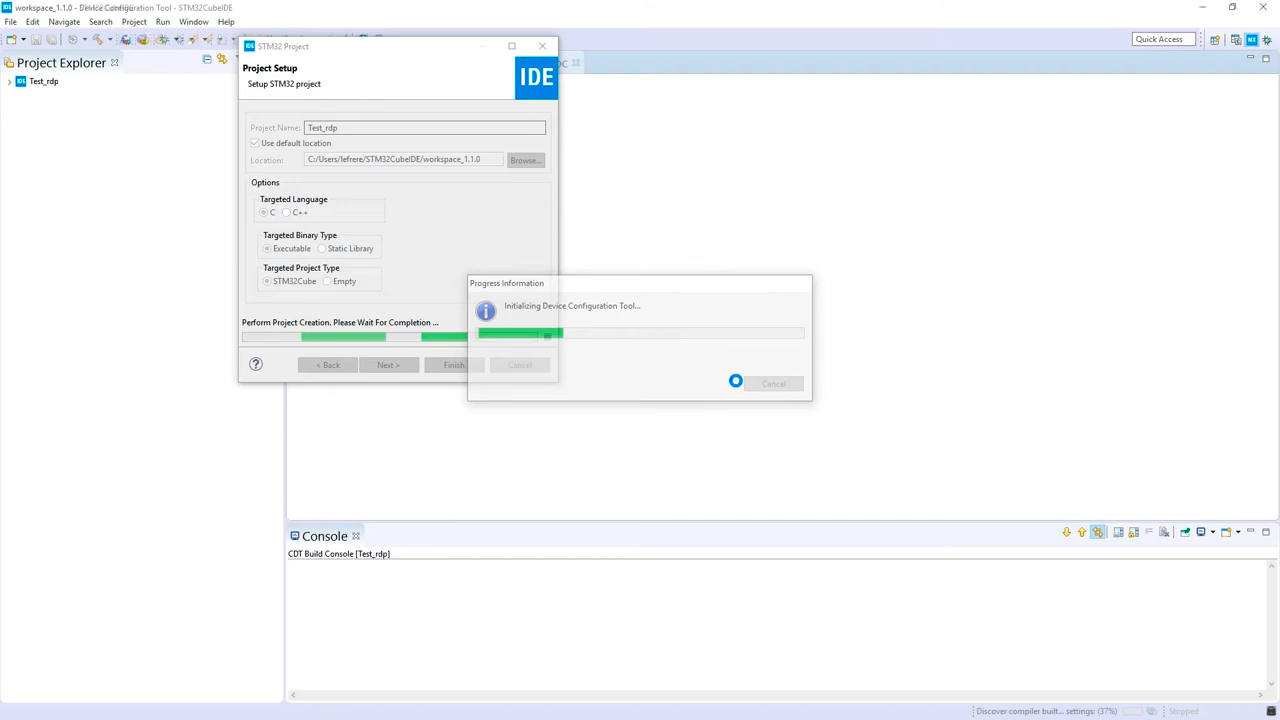 workspace_1.1.0 - Device Configuration Tool - STM32CubeIDE
File Edit Navigate Search Project Run Window Help
Quick Access
MX
Project Explorer
Test_rdp
IDE STM32 Project
Project Setup
Setup STM32 project
IDE
Project Name: Test_rdp
Use default location
Location: C:/Users/lefrere/STM32CubeIDE/workspace_1.1.0 Browse...
Options
Targeted Language
C C++
Targeted Binary Type
Executable Static Library
Targeted Project Type
STM32Cube Empty
Perform Project Creation. Please Wait For Completion ...
? < Back Next > Finish Cancel
Progress Information
Initializing Device Configuration Tool...
Cancel
Console
CDT Build Console [Test_rdp]
Discover compiler built... settings: (37%) Stopped